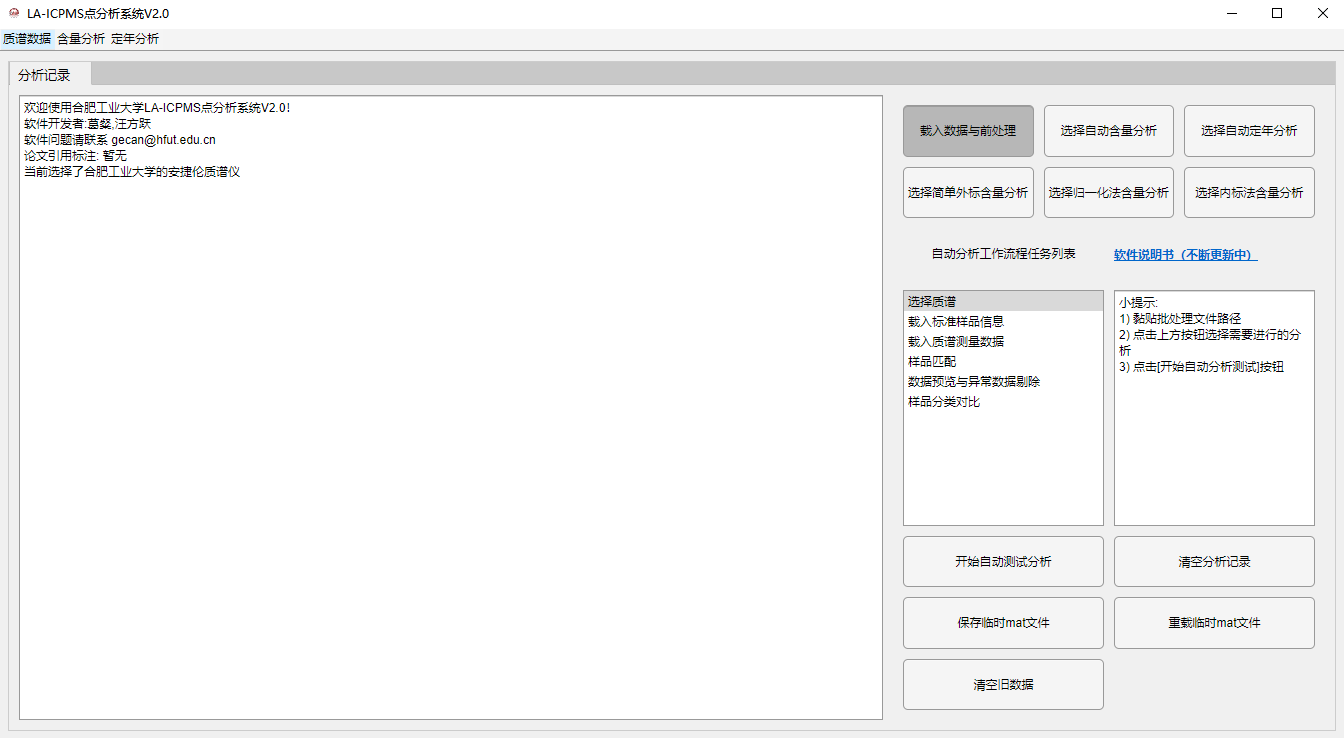 LA-ICPMS点分析系统V2.0
质谱数据 含量分析 定年分析
分析记录
欢迎使用合肥工业大学LA-ICPMS点分析系统V2.0!
软件开发者:葛粲,汪方跃
软件问题请联系 gecan@hfut.edu.cn
论文引用标注: 暂无
当前选择了合肥工业大学的安捷伦质谱仪
载入数据与前处理
选择自动含量分析
选择自动定年分析
选择简单外标含量分析
选择归一化法含量分析
选择内标法含量分析
自动分析工作流程任务列表
软件说明书（不断更新中）
选择质谱
载入标准样品信息
载入质谱测量数据
样品匹配
数据预览与异常数据剔除
样品分类对比
小提示:
1) 黏贴批处理文件路径
2) 点击上方按钮选择需要进行的分
析
3) 点击[开始自动分析测试]按钮
开始自动测试分析
清空分析记录
保存临时mat文件
重载临时mat文件
清空旧数据